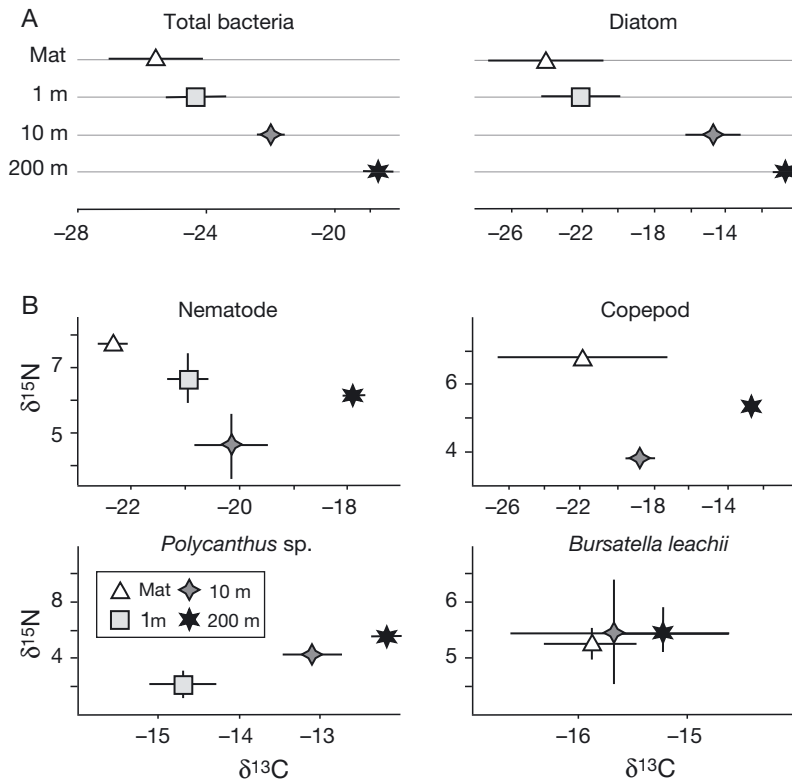 A
Total bacteria
Diatom
Mat
1 m
10 m
200 m
−28 −24 −20
−26 −22 −18 −14
B
Nematode
Copepod
δ15N
7
5
6
4
−22 −20 −18
−26 −22 −18 −14
Polycanthus sp.
Bursatella leachii
Mat 10 m
1m 200 m
δ15N
8
4
6
5
−15 −14 −13
−16 −15
δ13C
δ13C